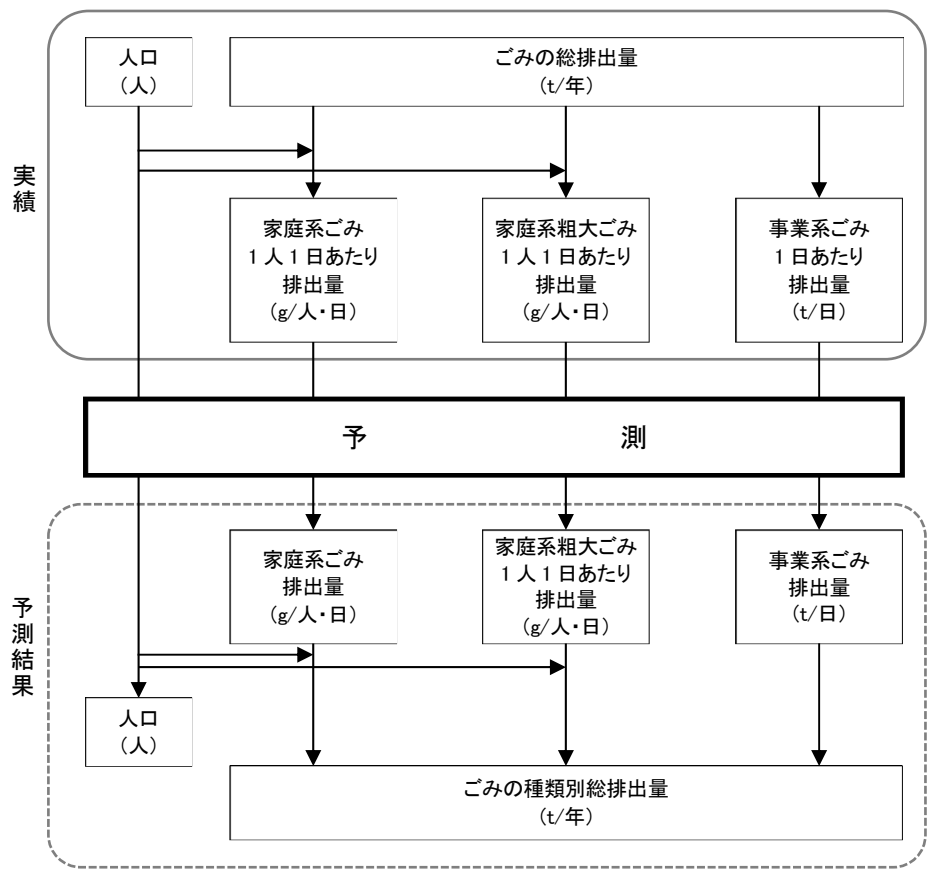 人口
(人)
ごみの総排出量
(t/年)
実績
家庭系ごみ
1人1日あたり
排出量
(g/人・日)
家庭系粗大ごみ
1人1日あたり
排出量
(g/人・日)
事業系ごみ
1日あたり
排出量
(t/日)
予　測
予測結果
家庭系ごみ
排出量
(g/人・日)
家庭系粗大ごみ
1人1日あたり
排出量
(g/人・日)
事業系ごみ
排出量
(t/日)
人口
(人)
ごみの種類別総排出量
(t/年)